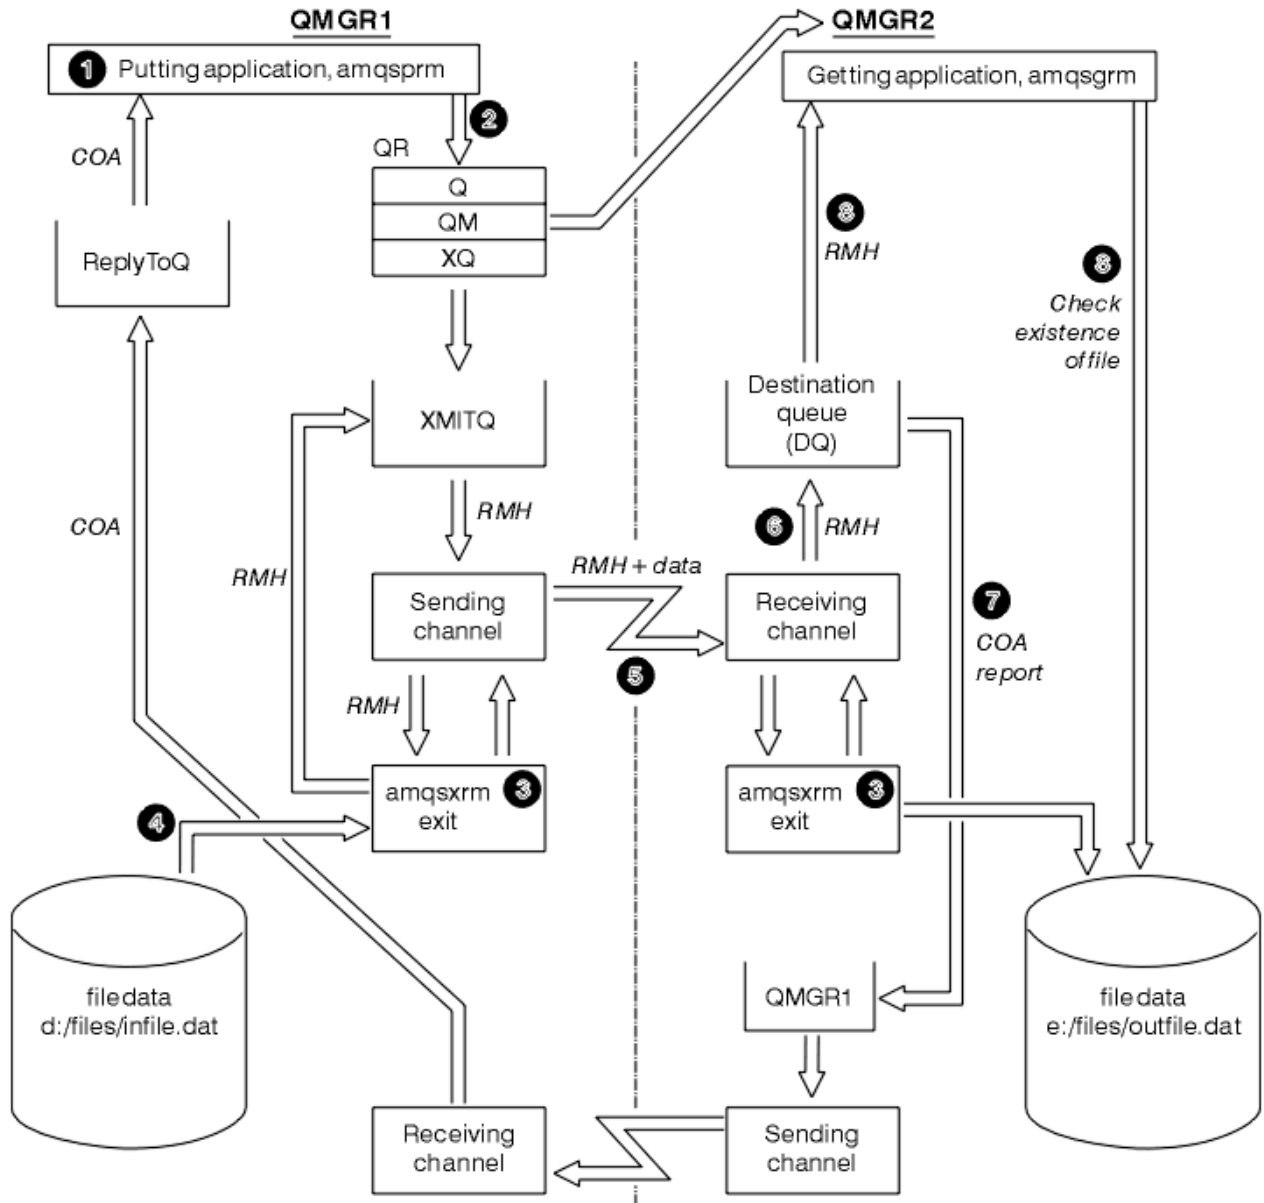 QMGR1
QMGR2
1 Putting application, amqsprm
Getting application, amqsgrm
2
COA
QR
Q
QM
XQ
ReplyToQ
8
RMH
8
Check
existence
of file
XMITQ
Destination
queue
(DQ)
COA
RMH
6 RMH
RMH
RMH + data
Sending
channel
Receiving
channel
7
COA
report
5
RMH
amqsxrm 3
exit
amqsxrm 3
exit
4
file data
d:/files/infile.dat
QMGR1
file data
e:/files/outfile.dat
Receiving
channel
Sending
channel